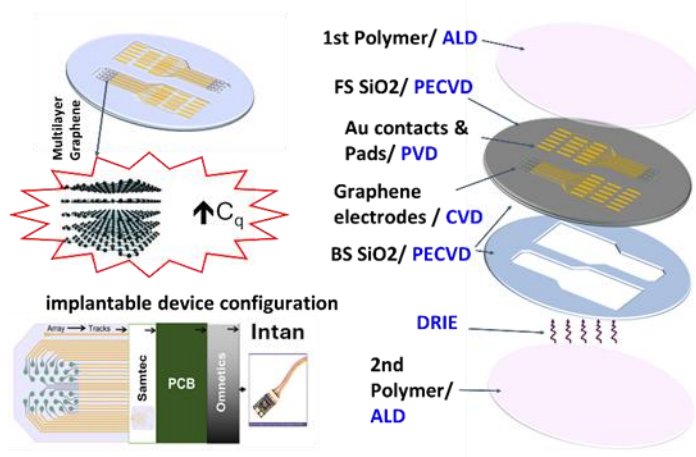 Multilayer
Graphene
↑Cq
implantable device configuration
Array → Tracks
Samtec
PCB
Omnetics
Intan
1st Polymer/ ALD
FS SiO2/ PECVD
Au contacts &
Pads/ PVD
Graphene
electrodes / CVD
BS SiO2/ PECVD
DRIE
2nd
Polymer/
ALD